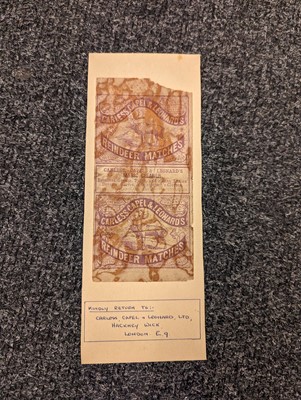 CARLESS, CAPEL & LEONARD'S
REINDEER MATCHES
CARLESS, CAPEL & LEONARD'S
REINDEER MATCHES
KINDLY RETURN TO:-
CARLESS CAPEL & LEONARD, LTD,
HACKNEY WICK
LONDON E.9